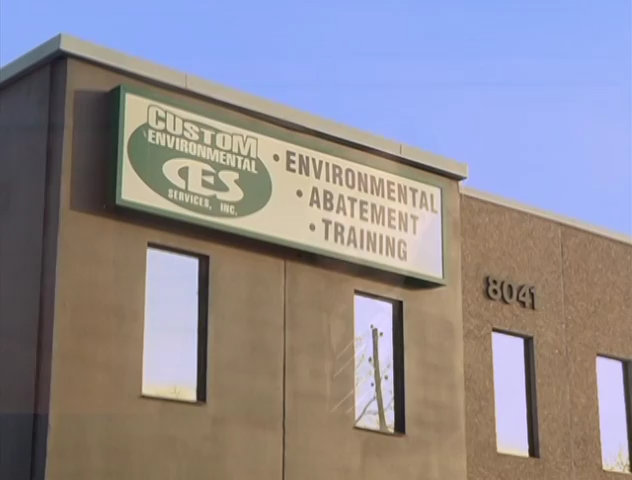 CUSTOM
ENVIRONMENTAL
CES
SERVICES, INC.
• ENVIRONMENTAL
• ABATEMENT
• TRAINING
8041